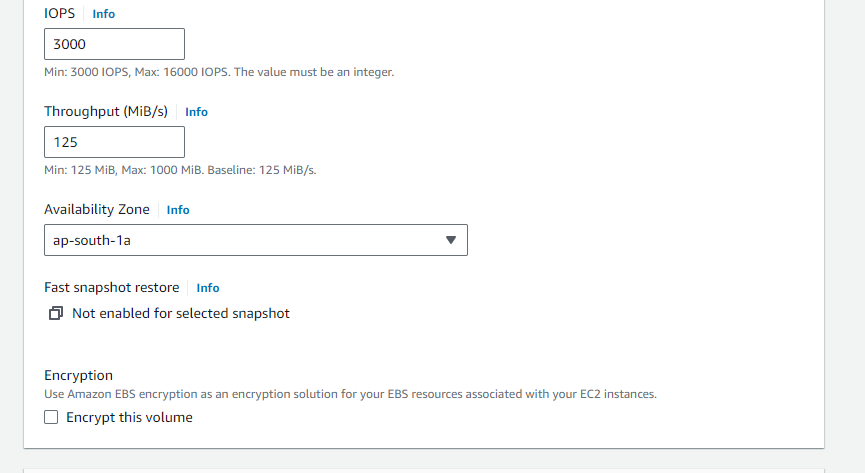 IOPS Info
3000
Min: 3000 IOPS, Max: 16000 IOPS. The value must be an integer.
Throughput (MiB/s) Info
125
Min: 125 MiB, Max: 1000 MiB. Baseline: 125 MiB/s.
Availability Zone Info
ap-south-1a
Fast snapshot restore Info
Not enabled for selected snapshot
Encryption
Use Amazon EBS encryption as an encryption solution for your EBS resources associated with your EC2 instances.
Encrypt this volume